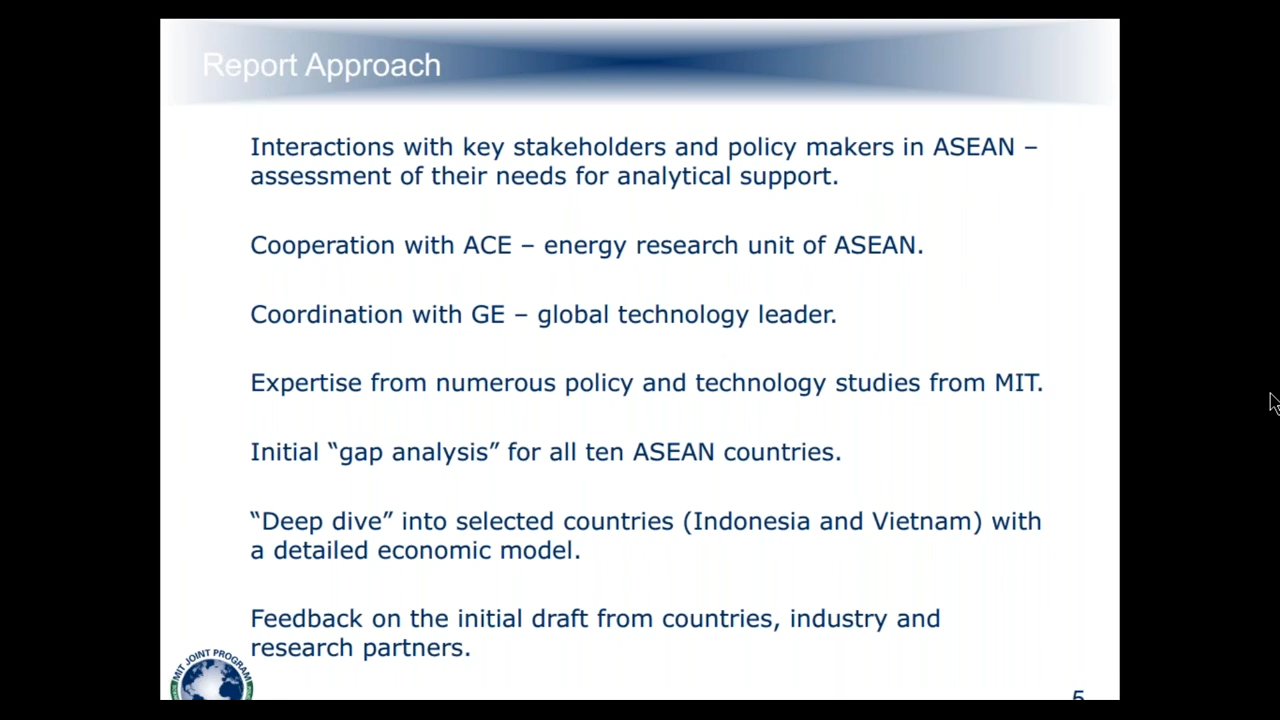 Report Approach
Interactions with key stakeholders and policy makers in ASEAN –
assessment of their needs for analytical support.
Cooperation with ACE – energy research unit of ASEAN.
Coordination with GE – global technology leader.
Expertise from numerous policy and technology studies from MIT.
Initial “gap analysis” for all ten ASEAN countries.
“Deep dive” into selected countries (Indonesia and Vietnam) with
a detailed economic model.
Feedback on the initial draft from countries, industry and
research partners.
MIT JOINT PROGRAM
5